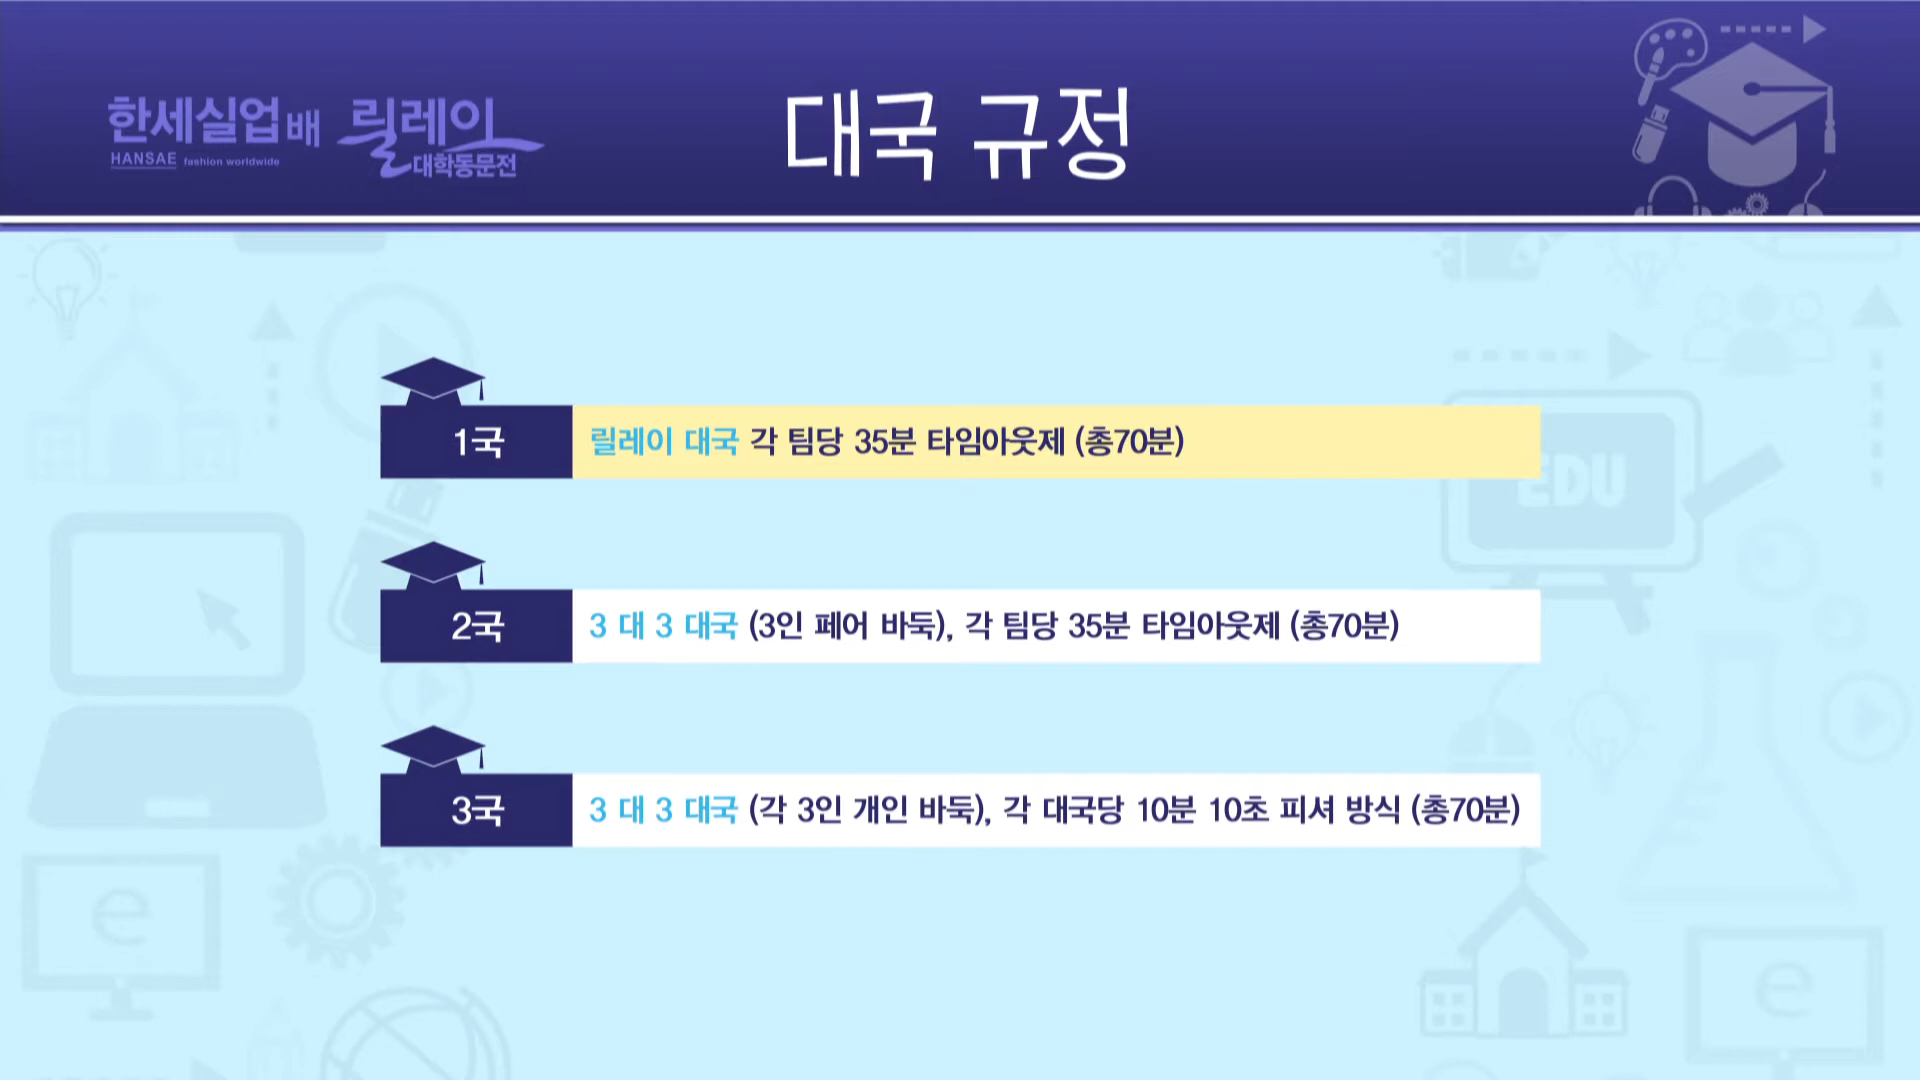 한세실업배 릴레이
HANSAE fashion worldwide 대학동문전
대국 규정
1국 릴레이 대국 각 팀당 35분 타임아웃제 (총70분)
EDU
2국 3 대 3 대국 (3인 페어 바둑), 각 팀당 35분 타임아웃제 (총70분)
3국 3 대 3 대국 (각 3인 개인 바둑), 각 대국당 10분 10초 피셔 방식 (총70분)
e
e